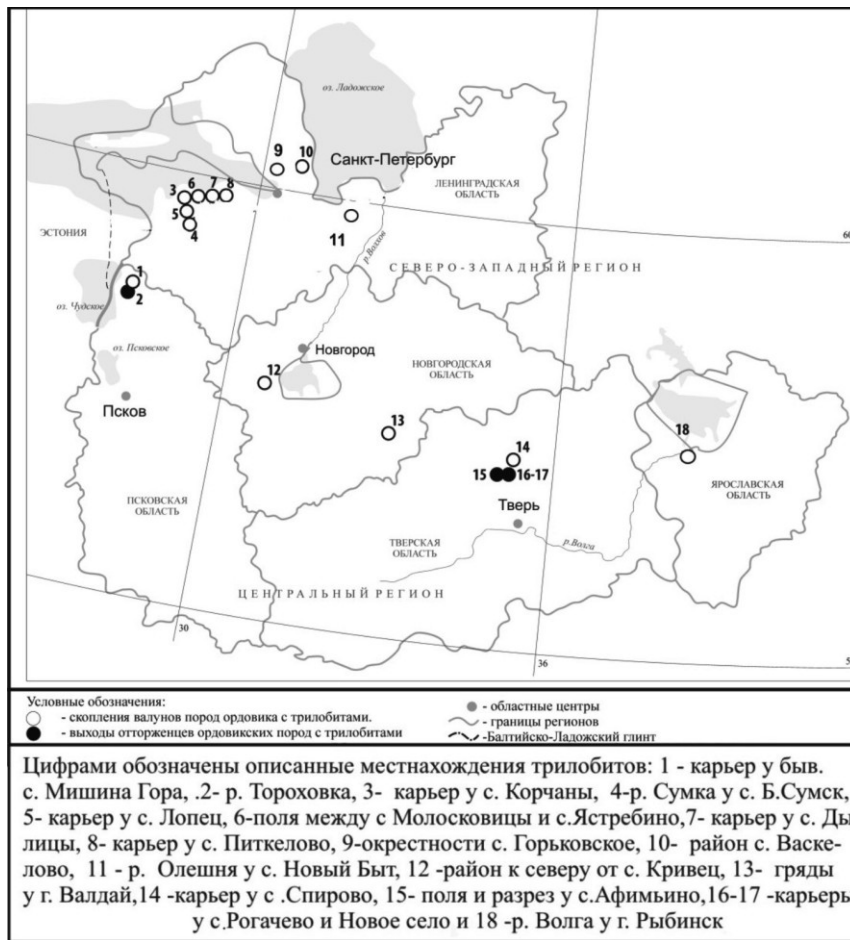 оз. Ладожское
9 10
Санкт-Петербург
ЛЕНИНГРАДСКАЯ
ОБЛАСТЬ
3 6 7 8
5
4
11
р.Волхов
60
ЭСТОНИЯ
СЕВЕРО-ЗАПАДНЫЙ РЕГИОН
1
2
оз. Чудское
оз. Псковское
Новгород
НОВГОРОДСКАЯ
ОБЛАСТЬ
12
Псков
13
18
14
15 16-17
ЯРОСЛАВСКАЯ
ОБЛАСТЬ
ПСКОВСКАЯ
ОБЛАСТЬ
Тверь
ТВЕРСКАЯ
ОБЛАСТЬ
р.Волга
ЦЕНТРАЛЬНЫЙ РЕГИОН
30
36
5
Условные обозначения:
- скопления валунов пород ордовика с трилобитами.
- выходы отторженцев ордовикских пород с трилобитами
- областные центры
- границы регионов
-Балтийско-Ладожский глинт
Цифрами обозначены описанные местнахождения трилобитов: 1 - карьер у быв.
с. Мишина Гора, .2- р. Тороховка, 3- карьер у с. Корчаны, 4-р. Сумка у с. Б.Сумск,
5- карьер у с. Лопец, 6-поля между с Молосковицы и с.Ястребино,7- карьер у с. Ды
лицы, 8- карьер у с. Питкелово, 9-окрестности с. Горьковское, 10- район с. Васке-
лово, 11 - р. Олешня у с. Новый Быт, 12 -район к северу от с. Кривец, 13- гряды
у г. Валдай,14 -карьер у с .Спирово, 15- поля и разрез у с.Афимьино,16-17 -карьеры
у с.Рогачево и Новое село и 18 -р. Волга у г. Рыбинск